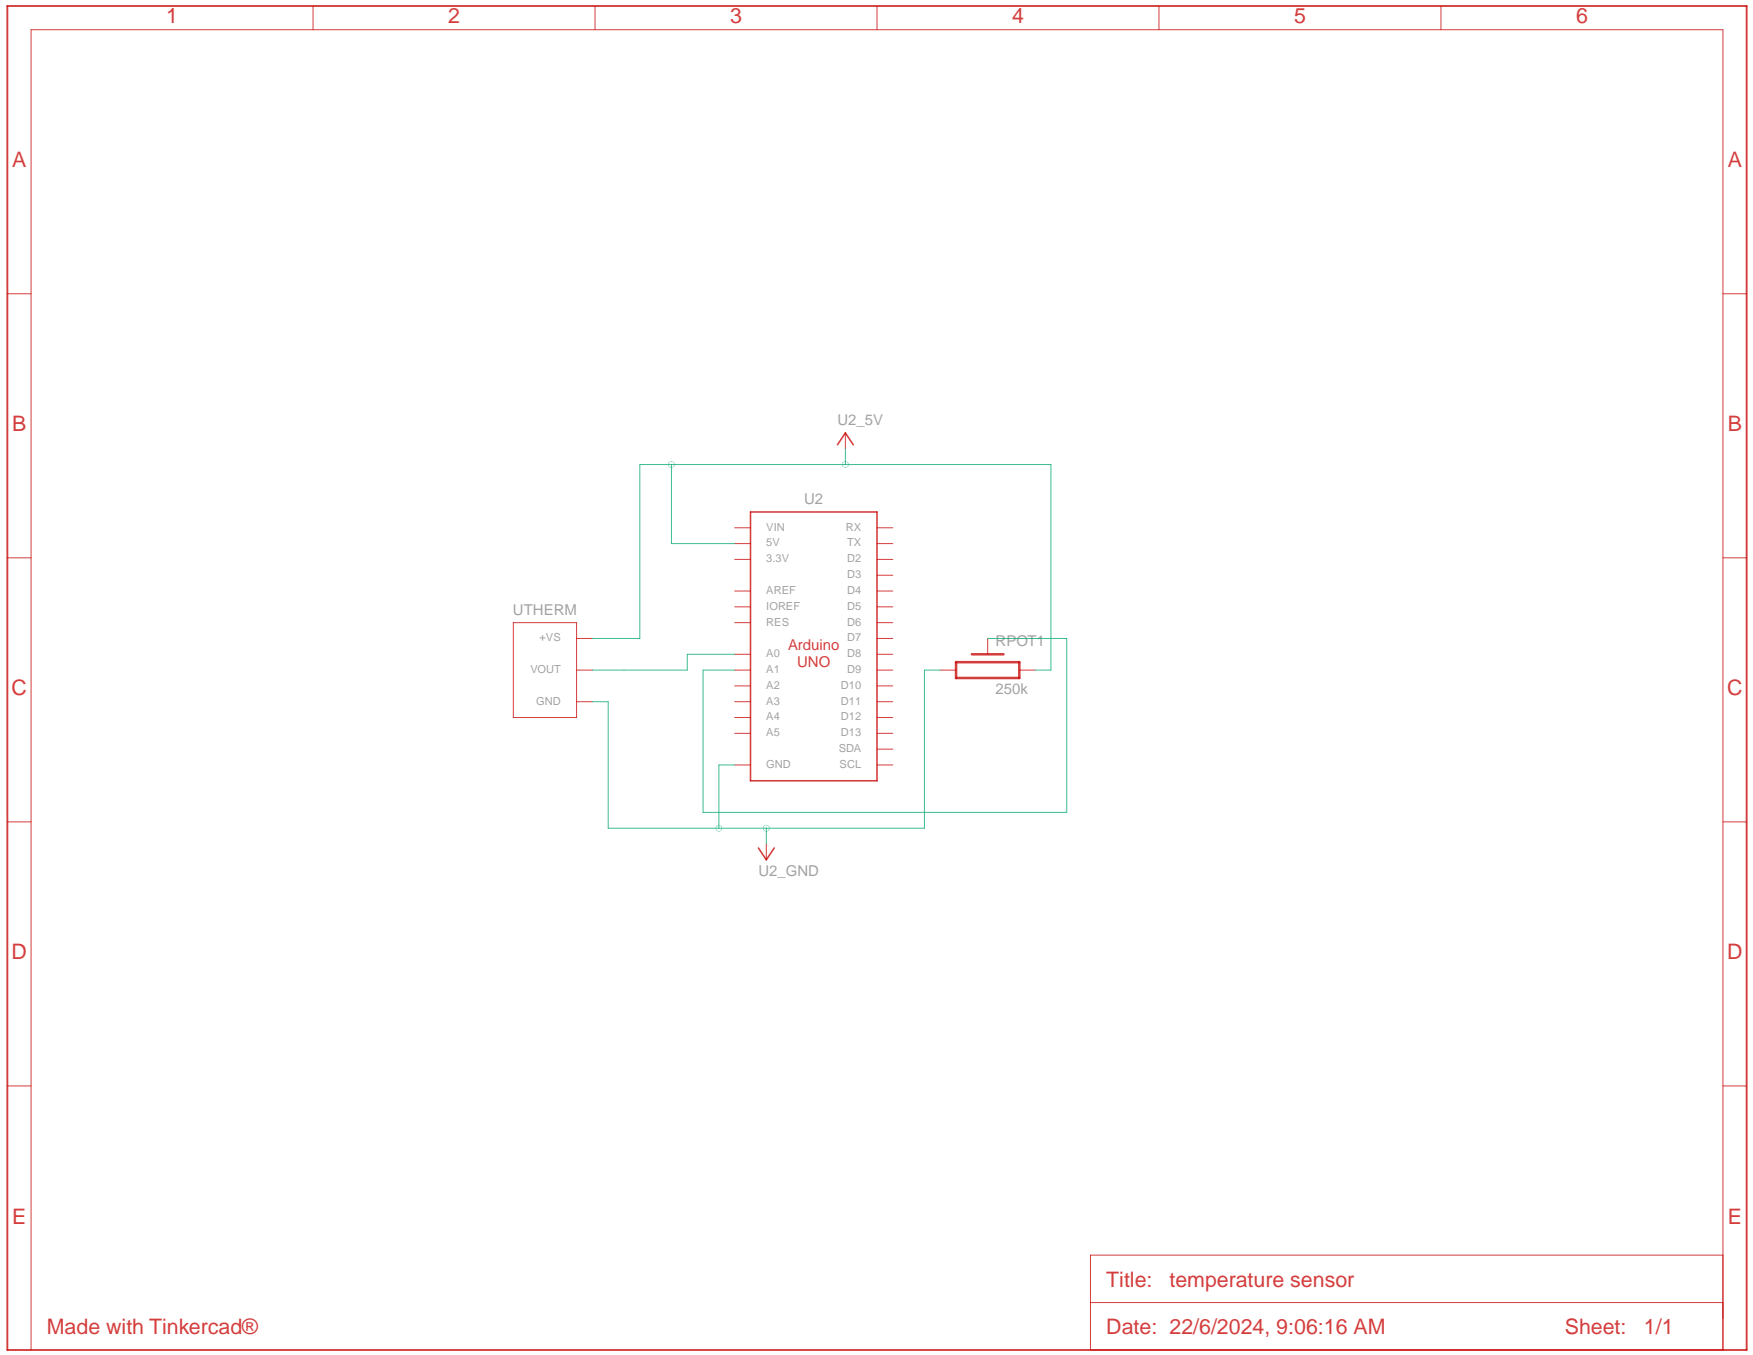 1 2 3 4 5 6
A A
B B
U2_5V
U2
VIN RX
5V TX
3.3V D2
D3
AREF D4
IOREF D5
RES D6
D7
A0 D8
A1 D9
A2 D10
A3 D11
A4 D12
A5 D13
SDA
GND SCL
Arduino
UNO
UTHERM
+VS
VOUT
GND
RPOT1
250k
C C
U2_GND
D D
E E
Title: temperature sensor
Made with Tinkercad®
Date: 22/6/2024, 9:06:16 AM Sheet: 1/1